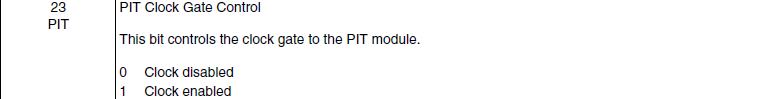 23 PIT Clock Gate Control
PIT
This bit controls the clock gate to the PIT module.
0 Clock disabled
1 Clock enabled